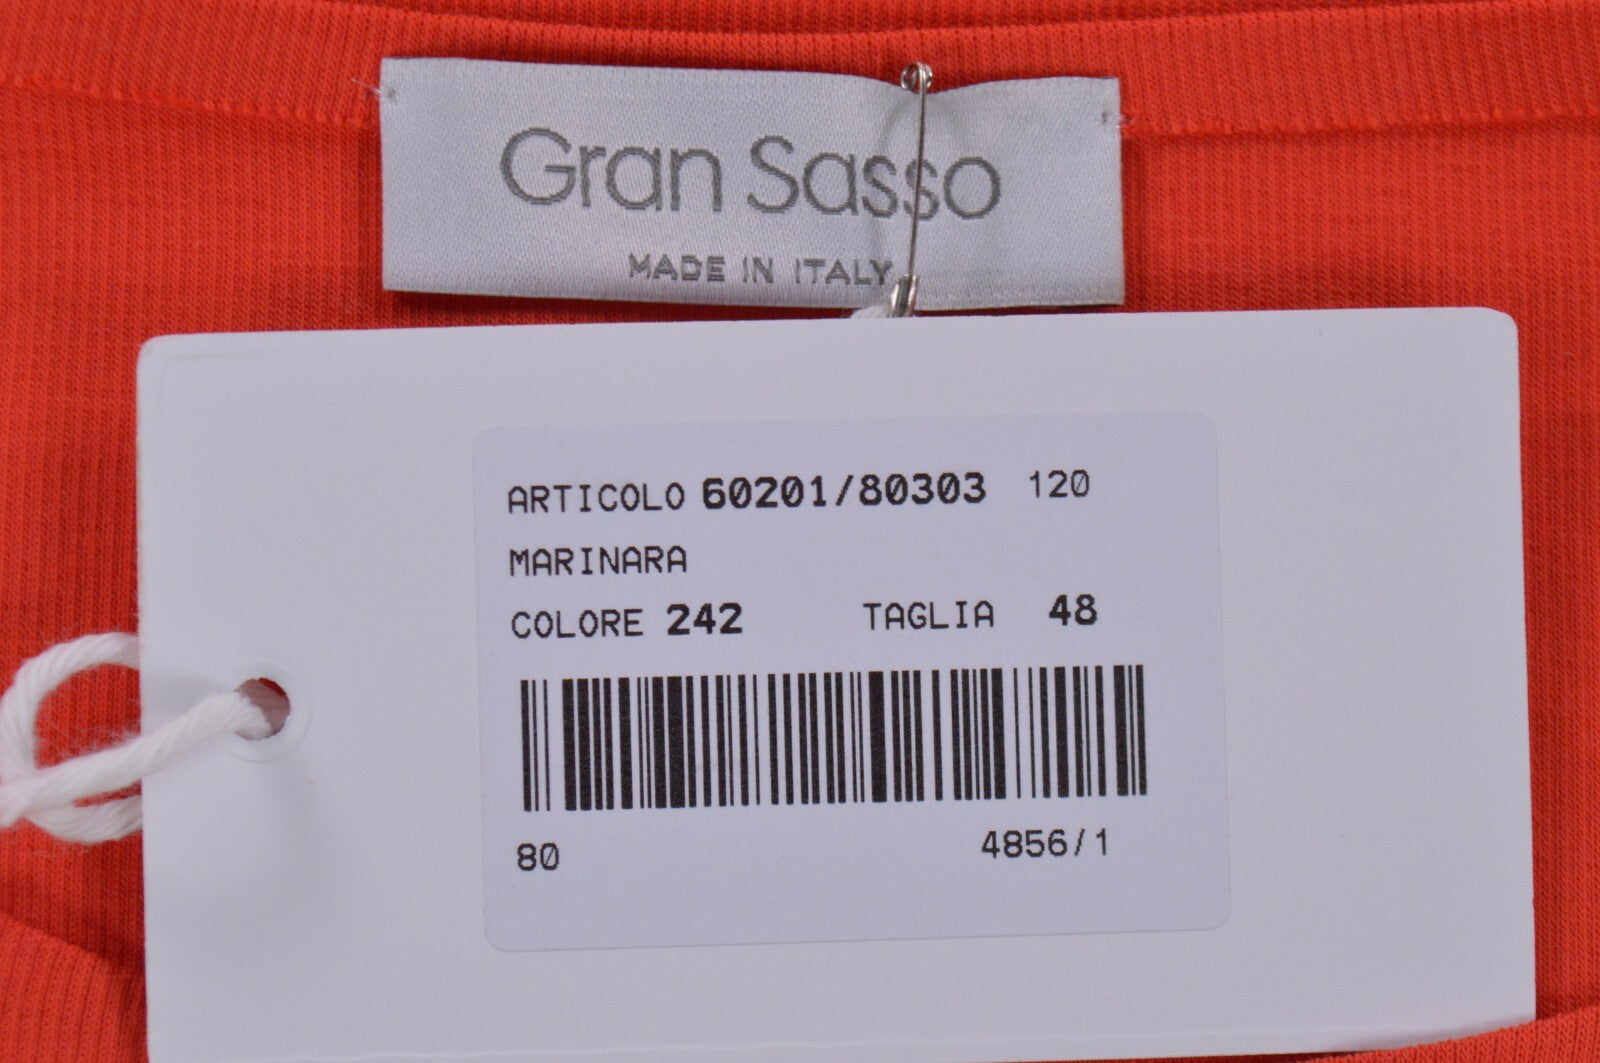 Gran Sasso
MADE IN ITALY
ARTICOLO 60201/80303 120
MARINARA
COLORE 242 TAGLIA 48
80 4856/1